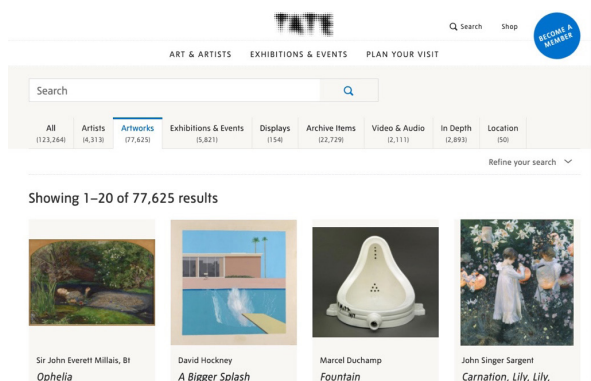 TATE
Search
Shop
BECOME A
MEMBER
ART & ARTISTS EXHIBITIONS & EVENTS PLAN YOUR VISIT
Search
All Artists Artworks Exhibitions & Events Displays Archive Items Video & Audio In Depth Location
(123,264) (4,313) (77,625) (5,821) (154) (22,729) (2,111) (2,893) (50)
Refine your search
Showing 1–20 of 77,625 results
Sir John Everett Millais, Bt David Hockney Marcel Duchamp John Singer Sargent
Ophelia A Bigger Splash Fountain Carnation, Lily, Lily,